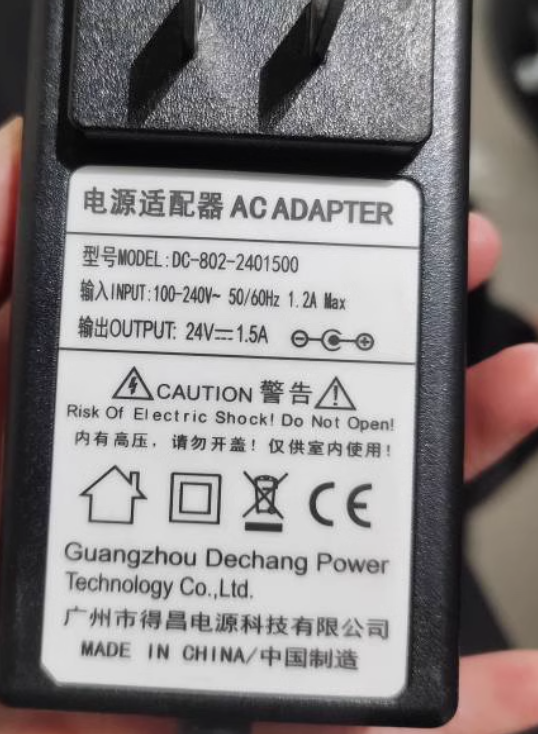 电源适配器 AC ADAPTER
型号MODEL:DC-802-2401500
输入INPUT:100-240V~ 50/60Hz 1.2A Max
输出OUTPUT: 24V⎓1.5A
CAUTION 警告
Risk Of Electric Shock! Do Not Open!
内有高压，请勿开盖！仅供室内使用！
CE
Guangzhou Dechang Power
Technology Co.,Ltd.
广州市得昌电源科技有限公司
MADE IN CHINA/中国制造